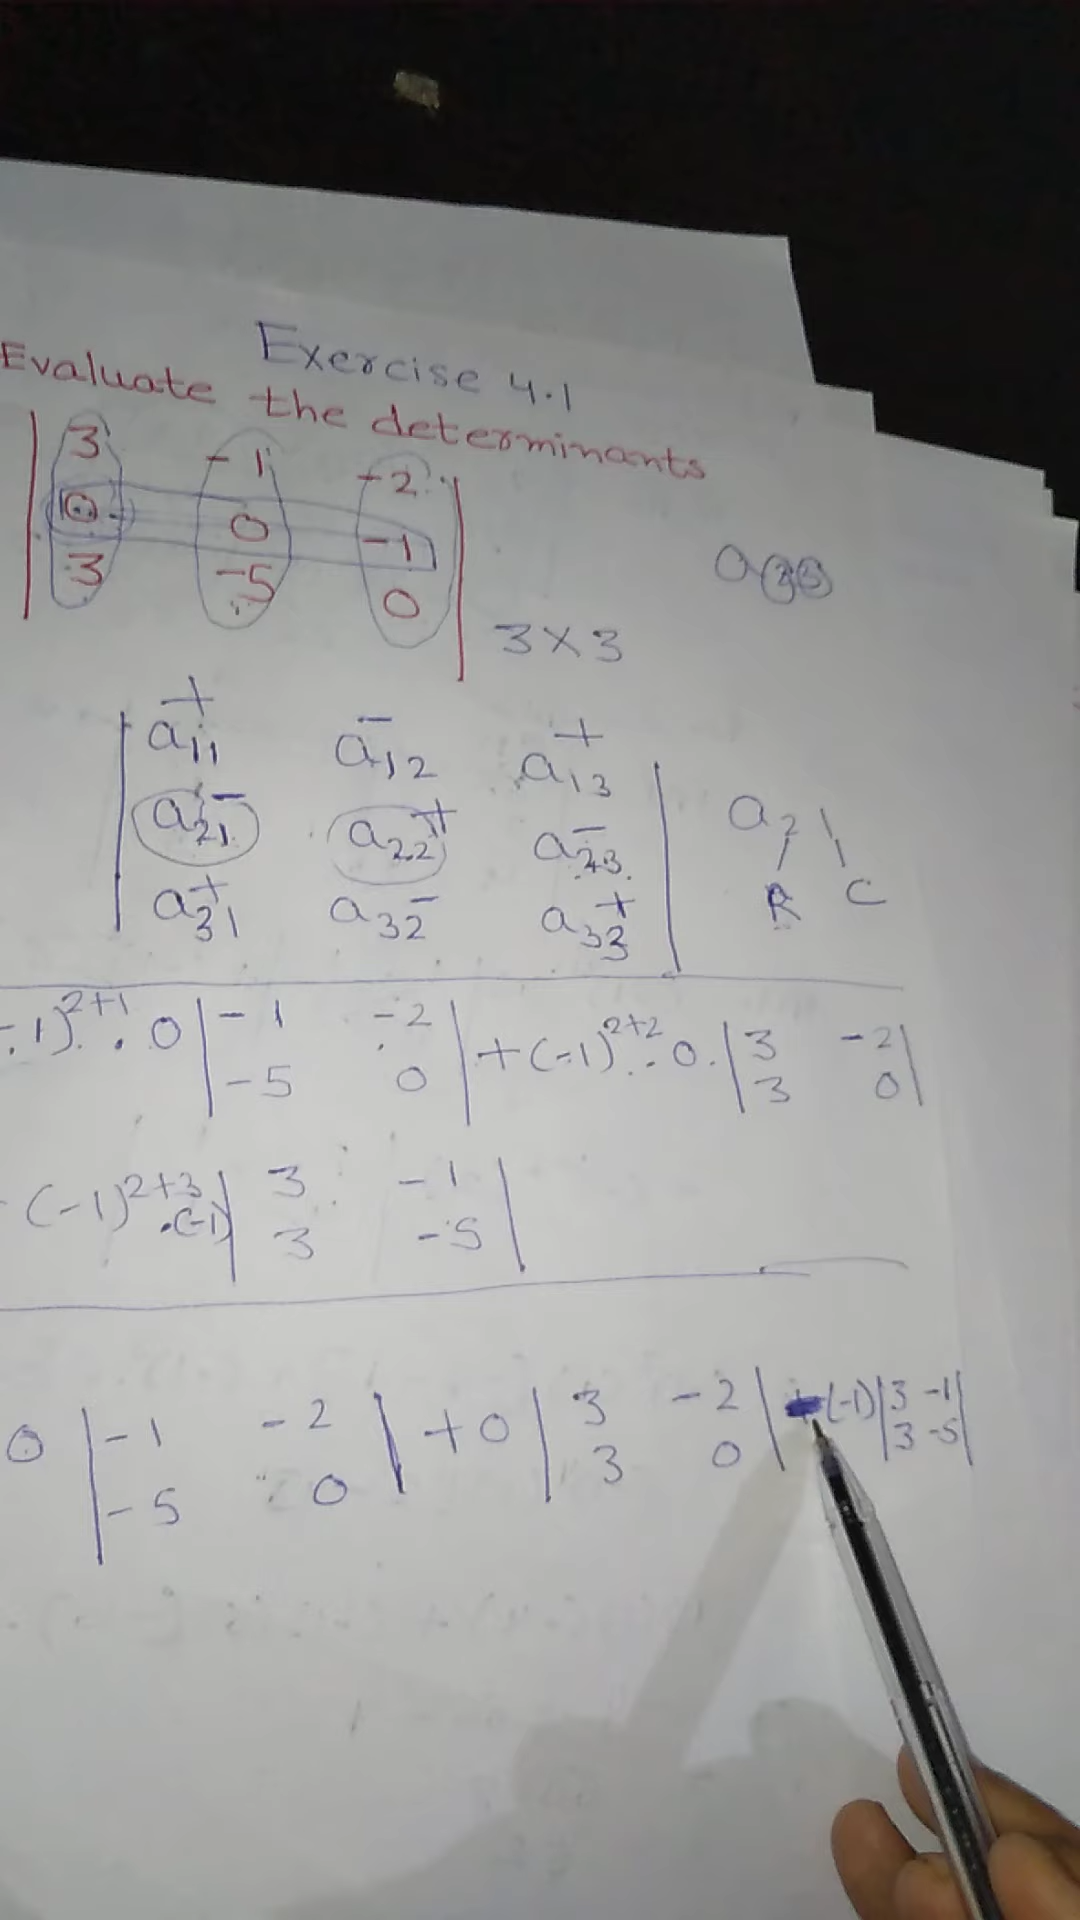 Exercise 4.1
Evaluate the determinants
| 3 -1 -2 |
| 0 0 -1 |
| 3 -5 0 | 3×3
| a11+ a12- a13+ |
| a21- a22+ a23- | a21
| a31+ a32- a33+ | R C
-1)^2+1 . 0 | -1 -2 | + (-1)^2+2 . 0 . | 3 -2 |
| -5 0 | | 3 0 |
(-1)^2+3 .(-1) | 3 -1 |
| 3 -5 |
0 | -1 -2 | + 0 | 3 -2 | (-1) | 3 -1 |
| -5 0 | | 3 0 | | 3 -5 |